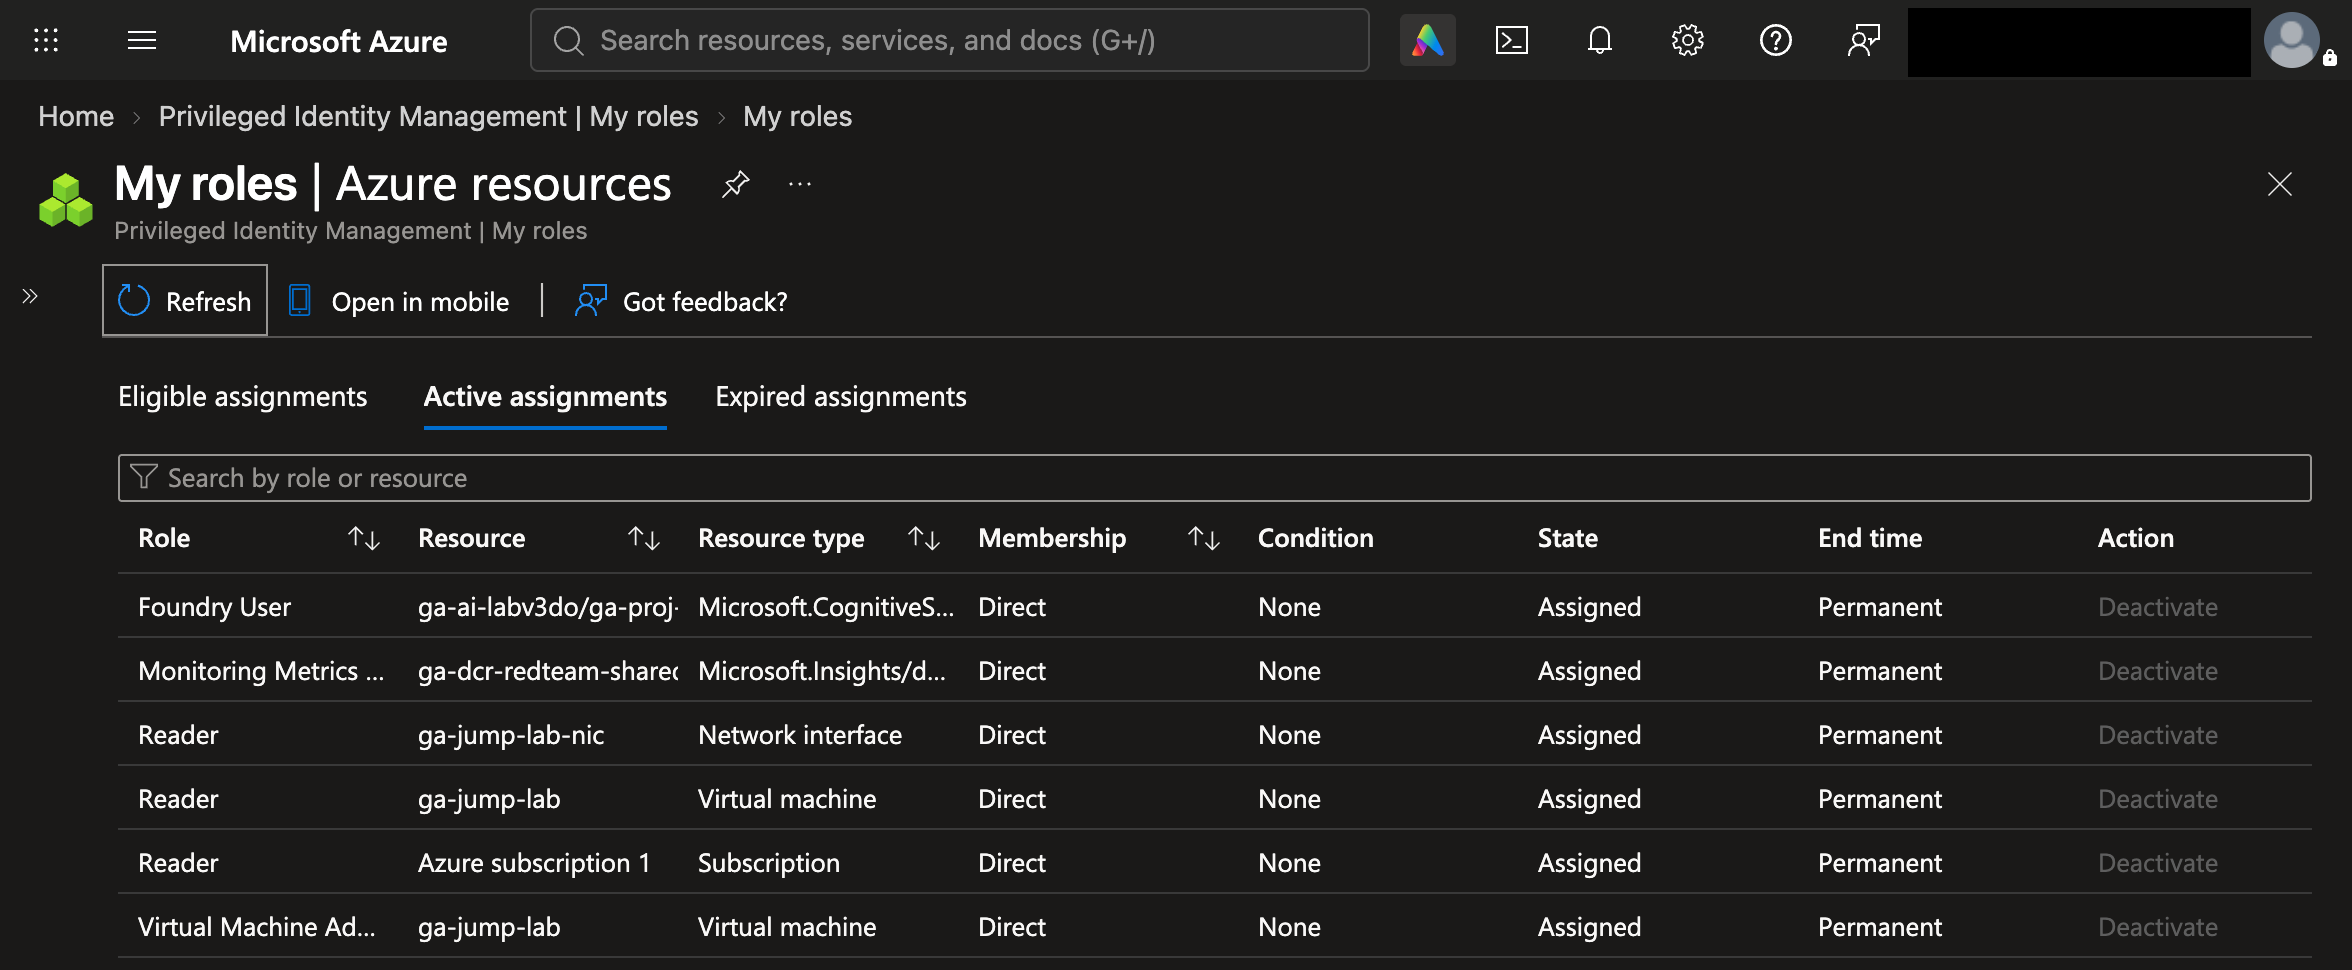 Microsoft Azure
Search resources, services, and docs (G+/)
Home > Privileged Identity Management | My roles > My roles
My roles | Azure resources
Privileged Identity Management | My roles
Refresh
Open in mobile
Got feedback?
Eligible assignments
Active assignments
Expired assignments
Search by role or resource
Role Resource Resource type Membership Condition State End time Action
Foundry User ga-ai-labv3do/ga-proj- Microsoft.CognitiveS... Direct None Assigned Permanent Deactivate
Monitoring Metrics ... ga-dcr-redteam-shared Microsoft.Insights/d... Direct None Assigned Permanent Deactivate
Reader ga-jump-lab-nic Network interface Direct None Assigned Permanent Deactivate
Reader ga-jump-lab Virtual machine Direct None Assigned Permanent Deactivate
Reader Azure subscription 1 Subscription Direct None Assigned Permanent Deactivate
Virtual Machine Ad... ga-jump-lab Virtual machine Direct None Assigned Permanent Deactivate